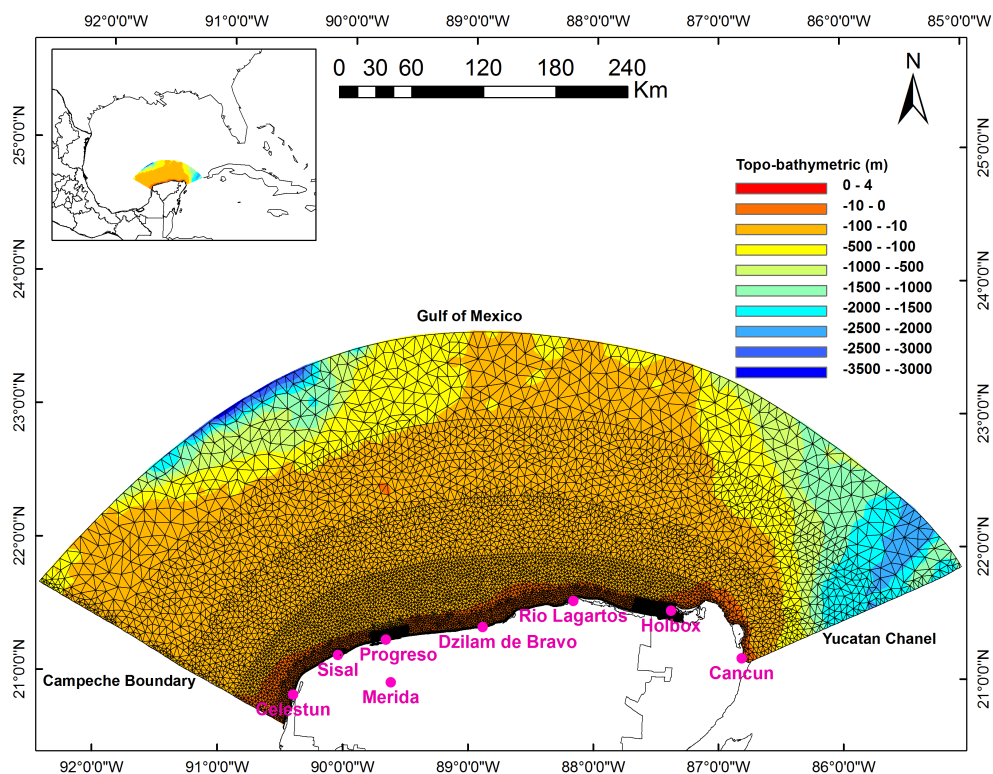 92°0'0"W 91°0'0"W 90°0'0"W 89°0'0"W 88°0'0"W 87°0'0"W 86°0'0"W 85°0'0"W
0 30 60 120 180 240
Km
N
25°0'0"N
24°0'0"N
23°0'0"N
22°0'0"N
21°0'0"N
25°0'0"N
24°0'0"N
23°0'0"N
22°0'0"N
21°0'0"N
Topo-bathymetric (m)
0 - 4
-10 - 0
-100 - -10
-500 - -100
-1000 - -500
-1500 - -1000
-2000 - -1500
-2500 - -2000
-2500 - -3000
-3500 - -3000
Gulf of Mexico
Rio Lagartos
Holbox
Dzilam de Bravo
Yucatan Chanel
Progreso
Sisal
Cancun
Campeche Boundary
Merida
Celestun
92°0'0"W 91°0'0"W 90°0'0"W 89°0'0"W 88°0'0"W 87°0'0"W 86°0'0"W